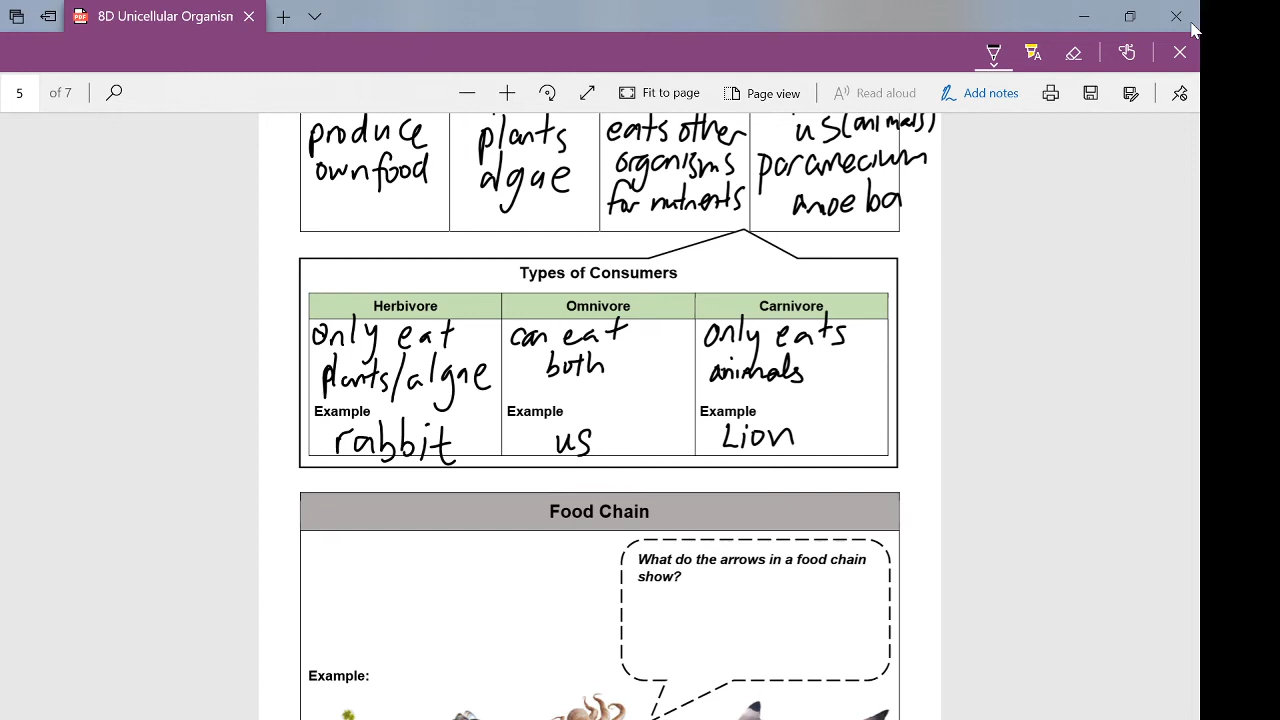 8D Unicellular Organism
5 of 7
Fit to page
Page view
Read aloud
Add notes
produce
own food
plants
algae
eats other
organisms
for nutrients
us (animals)
paramecium
amoeba
Types of Consumers
Herbivore
Omnivore
Carnivore
only eat
plants/algae
Example
rabbit
can eat
both
Example
us
only eats
animals
Example
Lion
Food Chain
What do the arrows in a food chain
show?
Example: